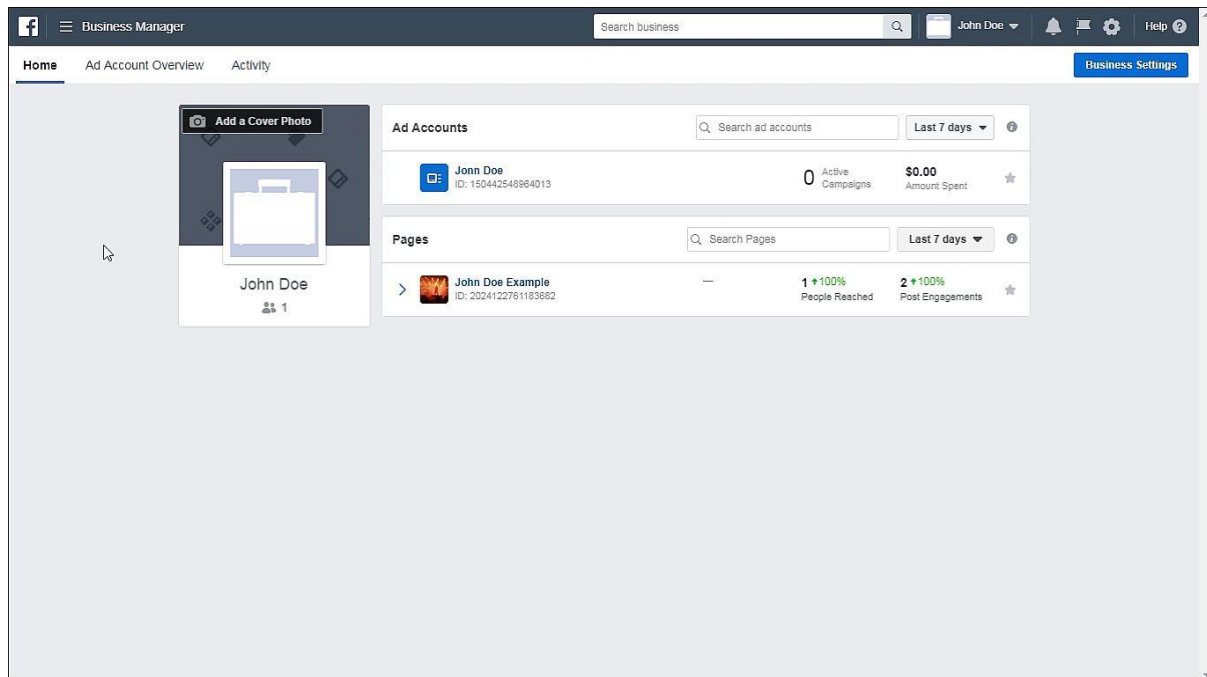 f Business Manager Search business John Doe Help
Home Ad Account Overview Activity Business Settings
Add a Cover Photo
John Doe
1
Ad Accounts Search ad accounts Last 7 days
Jonn Doe
ID: 150442548964013
0 Active Campaigns
$0.00
Amount Spent
Pages Search Pages Last 7 days
John Doe Example
ID: 2024122761183682
—
1 100%
People Reached
2 100%
Post Engagements